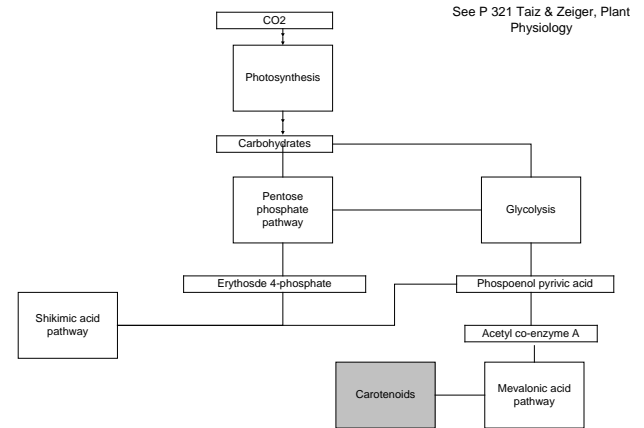 CO2
See P 321 Taiz & Zeiger, Plant
Physiology
Photosynthesis
Carbohydrates
Pentose
phosphate
pathway
Glycolysis
Erythosde 4-phosphate
Phospoenol pyrivic acid
Shikimic acid
pathway
Acetyl co-enzyme A
Carotenoids
Mevalonic acid
pathway